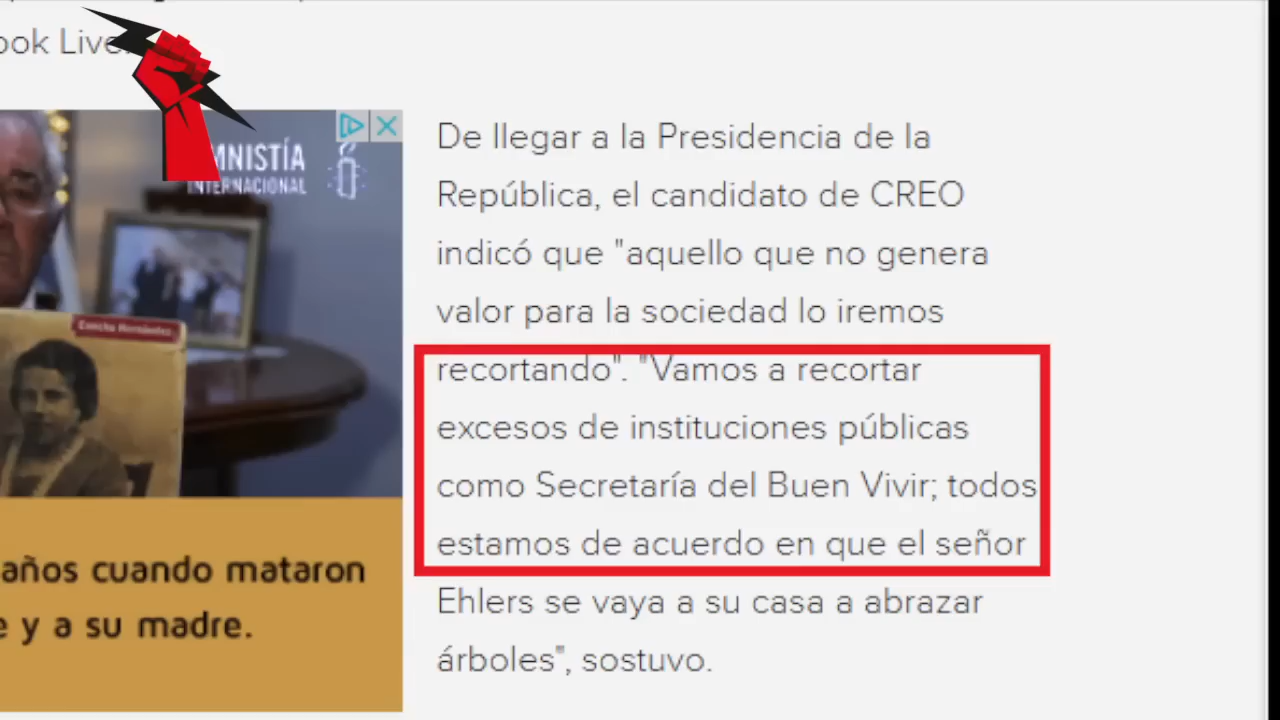 ook Live
MNISTÍA
INTERNACIONAL
Concha Hernández
años cuando mataron
e y a su madre.
De llegar a la Presidencia de la
República, el candidato de CREO
indicó que "aquello que no genera
valor para la sociedad lo iremos
recortando". "Vamos a recortar
excesos de instituciones públicas
como Secretaría del Buen Vivir; todos
estamos de acuerdo en que el señor
Ehlers se vaya a su casa a abrazar
árboles", sostuvo.